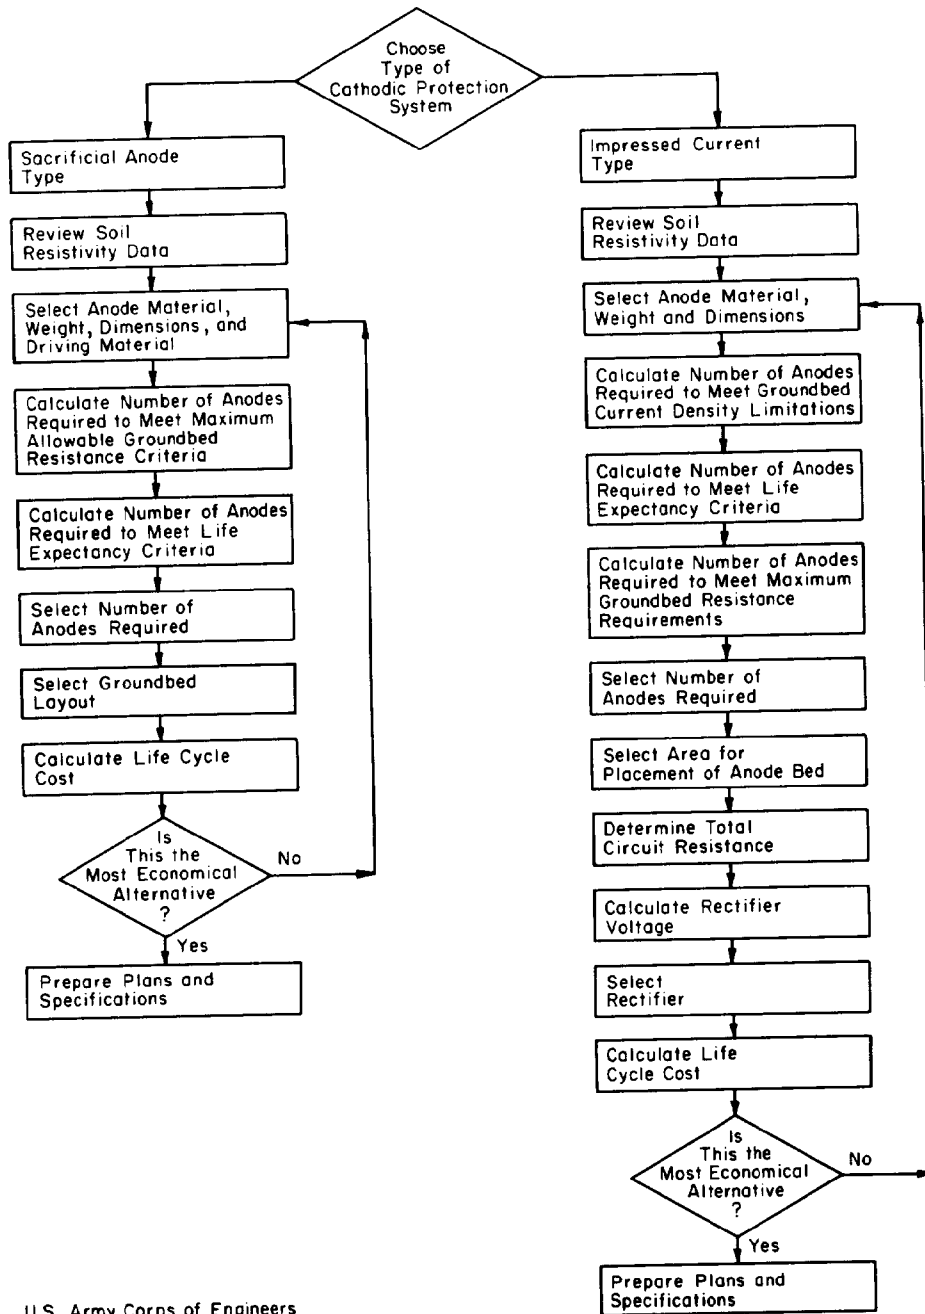 Choose
Type of
Cathodic Protection
System
Sacrificial Anode
Type
Review Soil
Resistivity Data
Select Anode Material,
Weight, Dimensions, and
Driving Material
Calculate Number of Anodes
Required to Meet Maximum
Allowable Groundbed
Resistance Criteria
Calculate Number of Anodes
Required to Meet Life
Expectancy Criteria
Select Number of
Anodes Required
Select Groundbed
Layout
Calculate Life Cycle
Cost
Is
This the
Most Economical
Alternative
?
No
Yes
Prepare Plans and
Specifications
Impressed Current
Type
Review Soil
Resistivity Data
Select Anode Material,
Weight and Dimensions
Calculate Number of Anodes
Required to Meet Groundbed
Current Density Limitations
Calculate Number of Anodes
Required to Meet Life
Expectancy Criteria
Calculate Number of Anodes
Required to Meet Maximum
Groundbed Resistance
Requirements
Select Number of
Anodes Required
Select Area for
Placement of Anode Bed
Determine Total
Circuit Resistance
Calculate Rectifier
Voltage
Select
Rectifier
Calculate Life
Cycle Cost
Is
This the
Most Economical
Alternative
?
No
Yes
Prepare Plans and
Specifications
U.S. Army Corps of Engineers